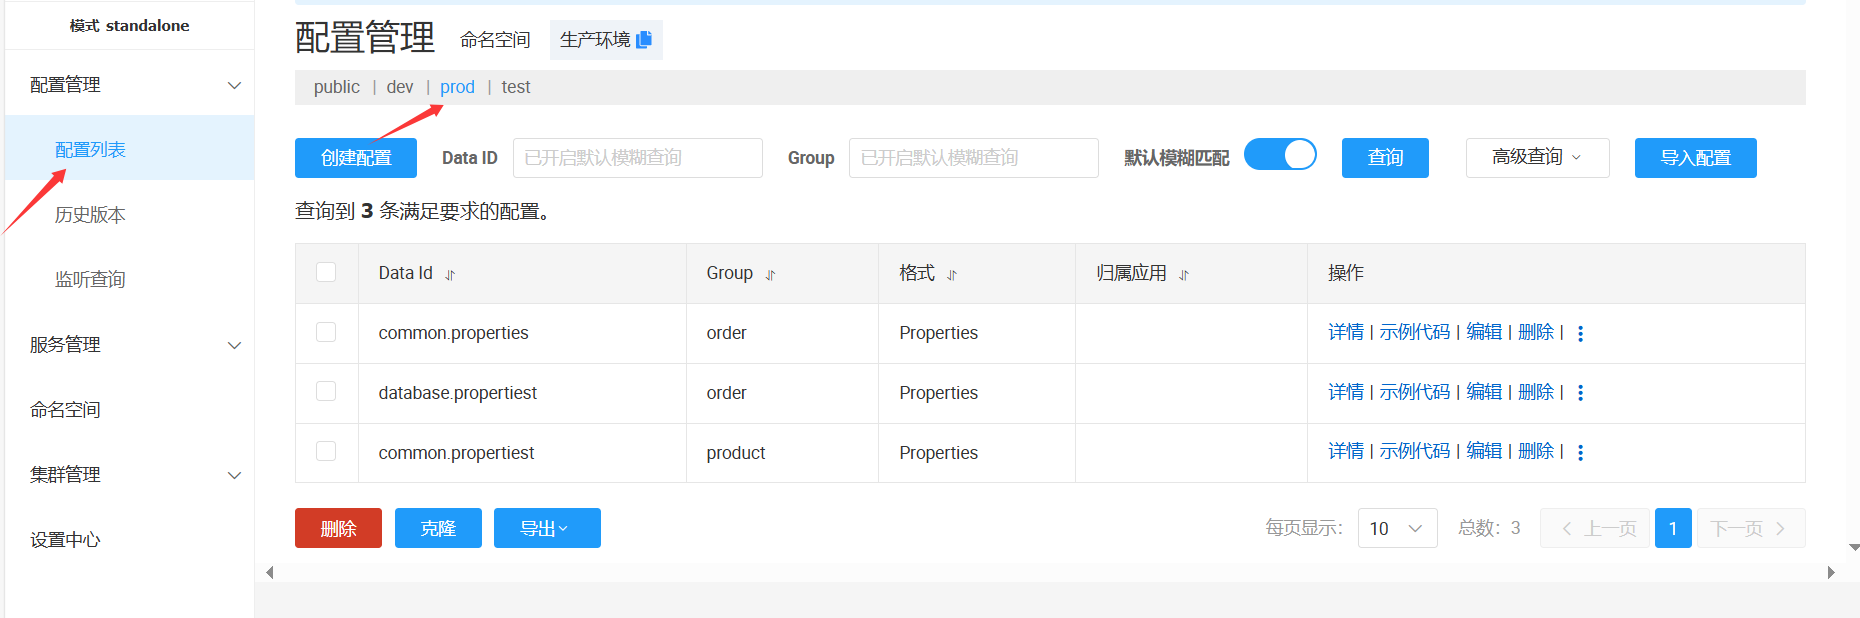 模式 standalone
配置管理
配置列表
历史版本
监听查询
服务管理
命名空间
集群管理
设置中心
配置管理 命名空间 生产环境
public | dev | prod | test
创建配置 Data ID 已开启默认模糊查询 Group 已开启默认模糊查询 默认模糊匹配 查询 高级查询 导入配置
查询到 3 条满足要求的配置。
Data Id Group 格式 归属应用 操作
common.properties order Properties 详情 | 示例代码 | 编辑 | 删除 |
database.propertiest order Properties 详情 | 示例代码 | 编辑 | 删除 |
common.propertiest product Properties 详情 | 示例代码 | 编辑 | 删除 |
删除 克隆 导出 每页显示： 10 总数：3 上一页 1 下一页